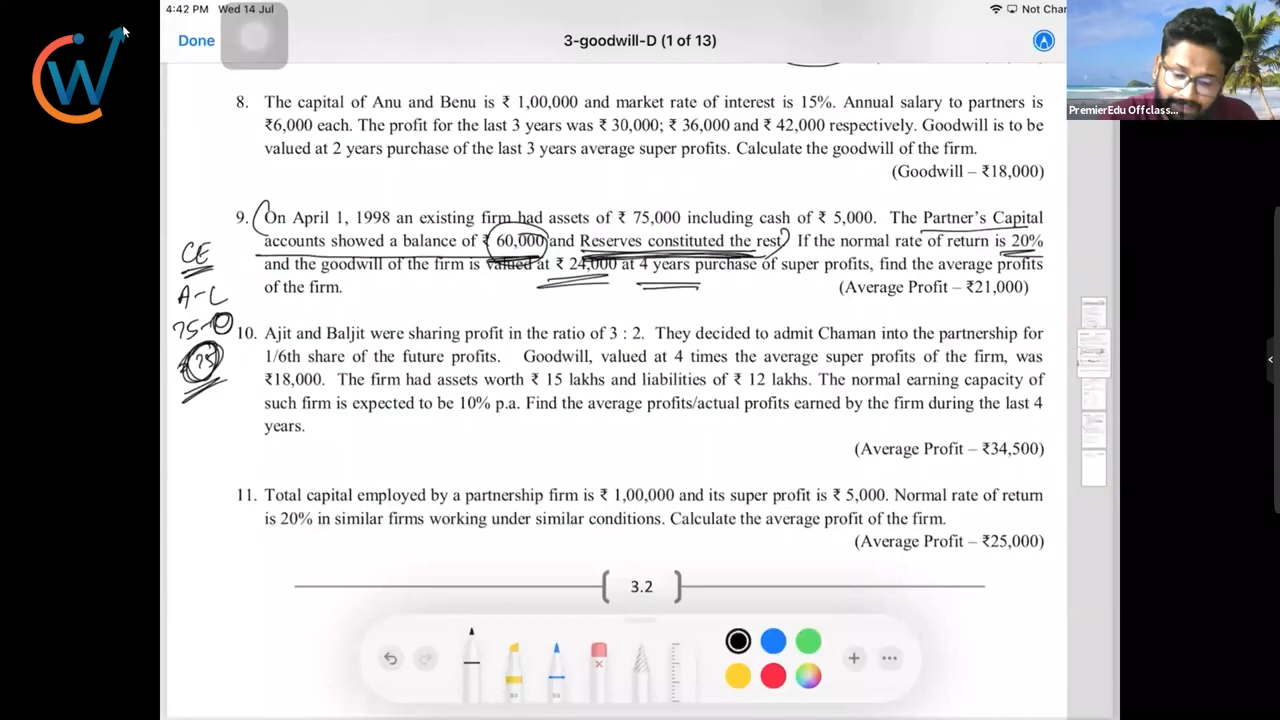 4:42 PM Wed 14 Jul
Not Char
Done
3-goodwill-D (1 of 13)
W
PremierEdu Offclass...
8. The capital of Anu and Benu is ₹ 1,00,000 and market rate of interest is 15%. Annual salary to partners is
₹6,000 each. The profit for the last 3 years was ₹ 30,000; ₹ 36,000 and ₹ 42,000 respectively. Goodwill is to be
valued at 2 years purchase of the last 3 years average super profits. Calculate the goodwill of the firm.
(Goodwill – ₹18,000)
9. On April 1, 1998 an existing firm had assets of ₹ 75,000 including cash of ₹ 5,000. The Partner's Capital
accounts showed a balance of ₹ 60,000 and Reserves constituted the rest. If the normal rate of return is 20%
and the goodwill of the firm is valued at ₹ 24,000 at 4 years purchase of super profits, find the average profits
of the firm.
(Average Profit – ₹21,000)
CE
A-L
75-0
75
10. Ajit and Baljit were sharing profit in the ratio of 3 : 2. They decided to admit Chaman into the partnership for
1/6th share of the future profits. Goodwill, valued at 4 times the average super profits of the firm, was
₹18,000. The firm had assets worth ₹ 15 lakhs and liabilities of ₹ 12 lakhs. The normal earning capacity of
such firm is expected to be 10% p.a. Find the average profits/actual profits earned by the firm during the last 4
years.
(Average Profit – ₹34,500)
11. Total capital employed by a partnership firm is ₹ 1,00,000 and its super profit is ₹ 5,000. Normal rate of return
is 20% in similar firms working under similar conditions. Calculate the average profit of the firm.
(Average Profit – ₹25,000)
3.2